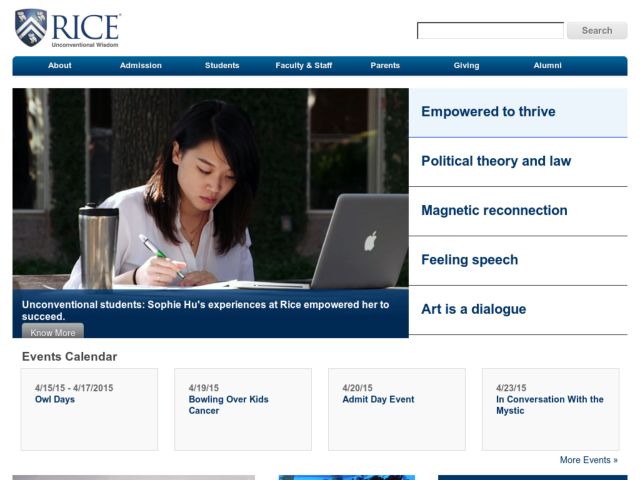 RICE
Unconventional Wisdom
Search
About Admission Students Faculty & Staff Parents Giving Alumni
Empowered to thrive
Political theory and law
Magnetic reconnection
Feeling speech
Art is a dialogue
Unconventional students: Sophie Hu's experiences at Rice empowered her to
succeed.
Know More
Events Calendar
4/15/15 - 4/17/2015
Owl Days
4/19/15
Bowling Over Kids
Cancer
4/20/15
Admit Day Event
4/23/15
In Conversation With the
Mystic
More Events »